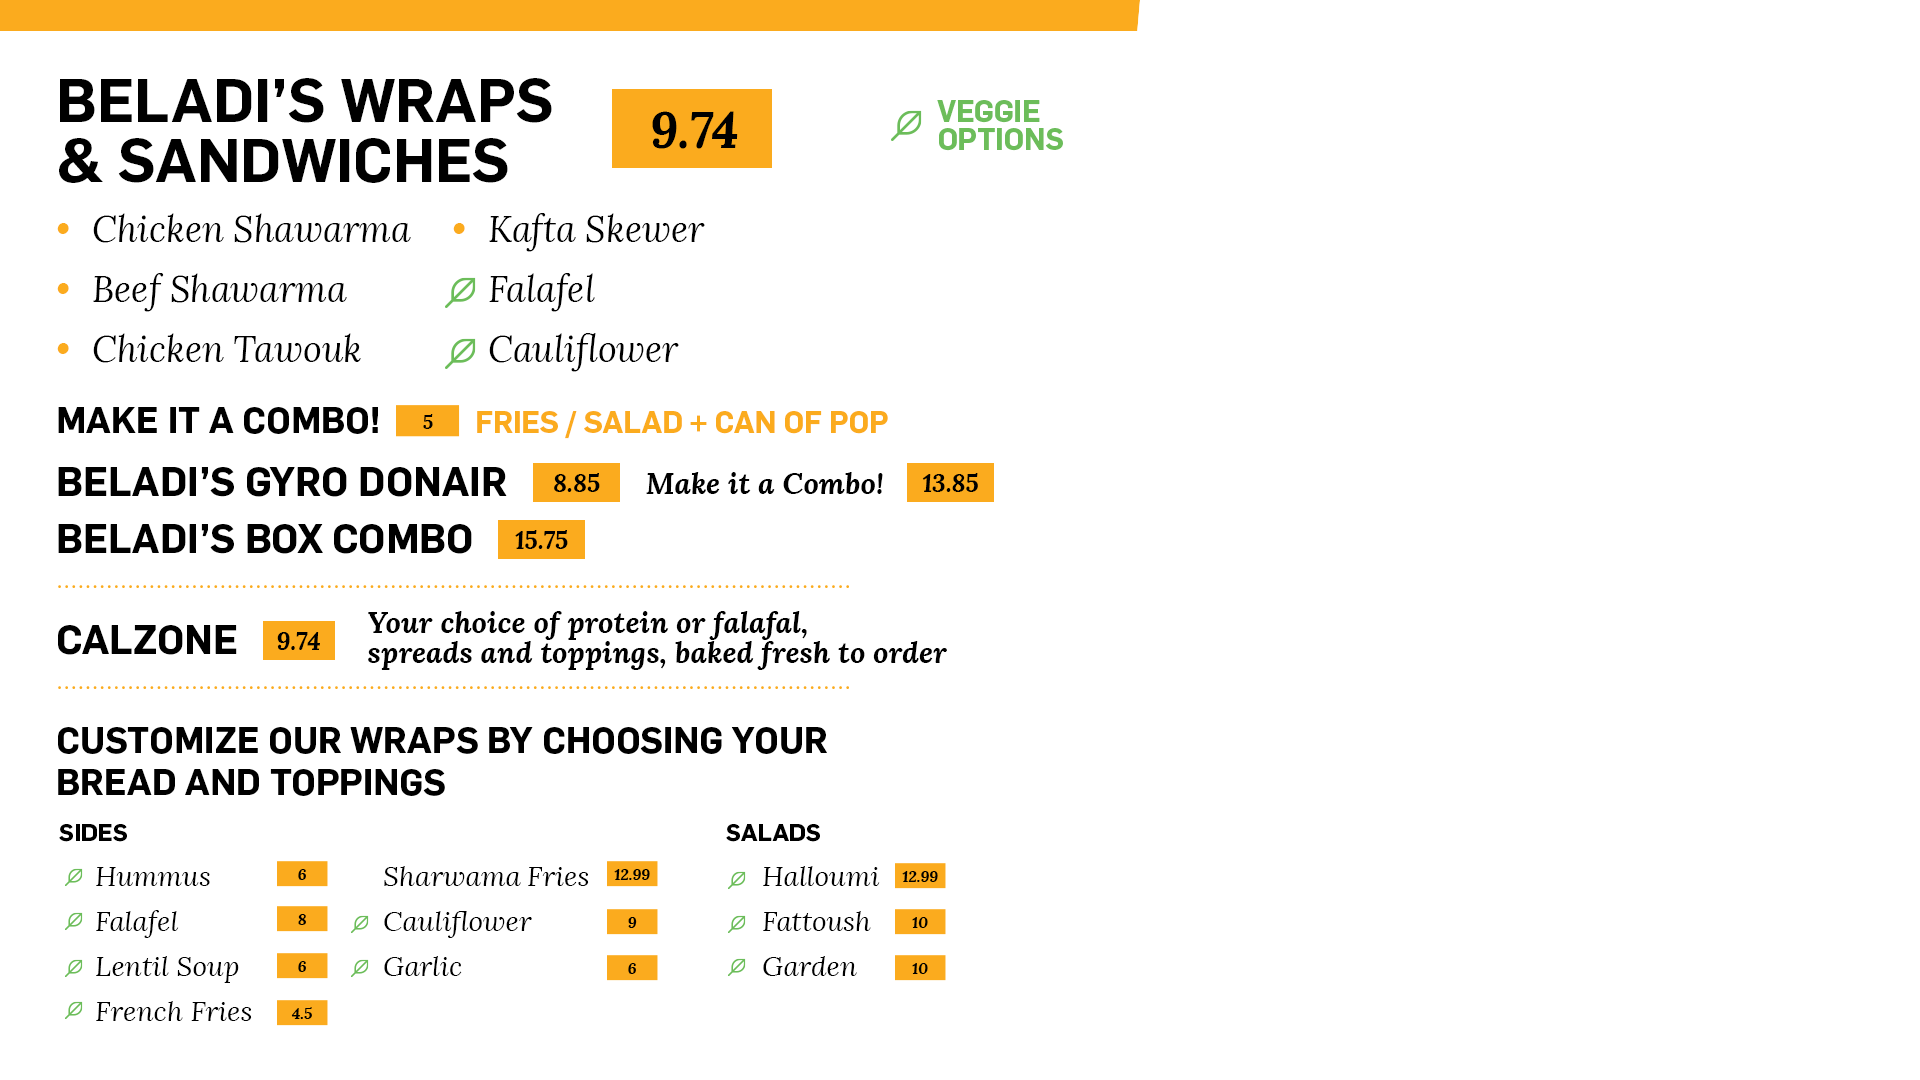 BELADI’S WRAPS
& SANDWICHES
9.74
VEGGIE
OPTIONS
• Chicken Shawarma
• Kafta Skewer
• Beef Shawarma
Falafel
• Chicken Tawouk
Cauliflower
MAKE IT A COMBO! 5 FRIES / SALAD + CAN OF POP
BELADI’S GYRO DONAIR 8.85 Make it a Combo! 13.85
BELADI’S BOX COMBO 15.75
CALZONE 9.74
Your choice of protein or falafal,
spreads and toppings, baked fresh to order
CUSTOMIZE OUR WRAPS BY CHOOSING YOUR
BREAD AND TOPPINGS
SIDES
Hummus 6
Falafel 8
Lentil Soup 6
French Fries 4.5
Sharwama Fries 12.99
Cauliflower 9
Garlic 6
SALADS
Halloumi 12.99
Fattoush 10
Garden 10